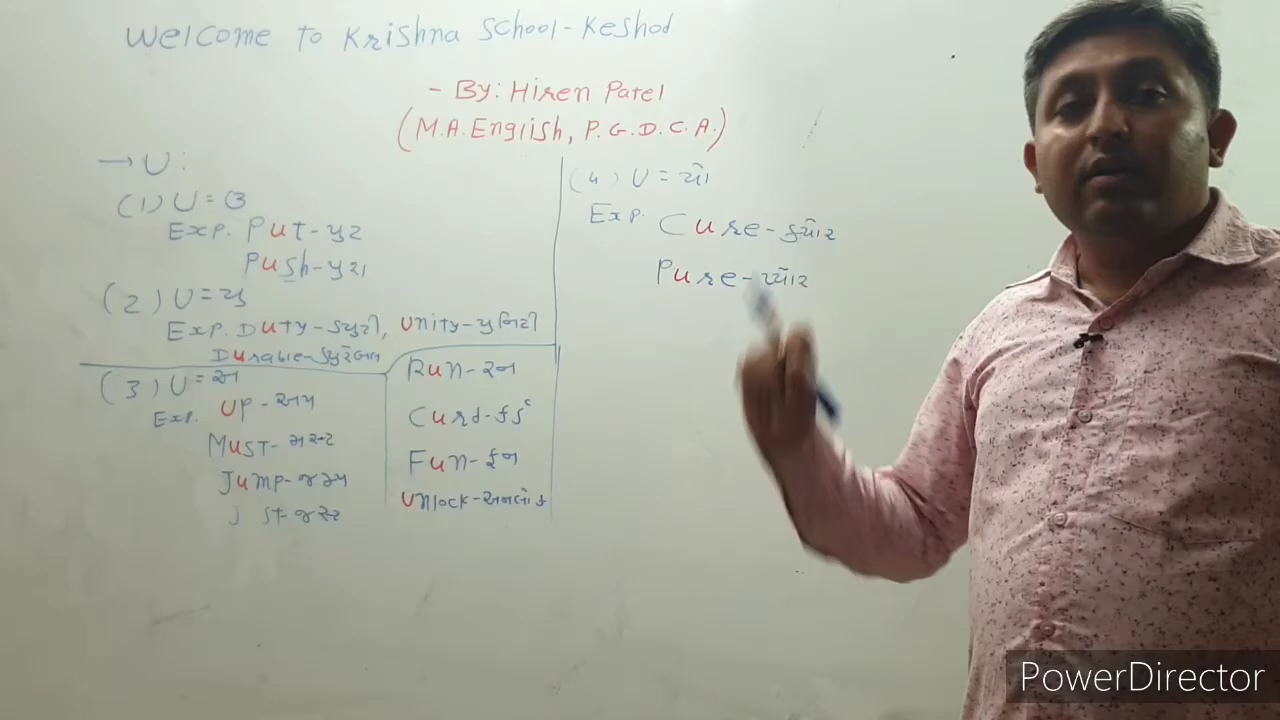 Welcome to Krishna School-Keshod
- By: Hiren Patel
(M.A.English, P.G.D.C.A.)
→ U:
(1) U = ઉ
Exp. Put-પુટ
Push-પુશ
(2) U = યુ
Exp. Duty-ડ્યુટી, Unity-યુનિટી
Durable-ડ્યુરેબલ
(3) U = અ
Exp. Up-અપ
Must-મસ્ટ
Jump-જમ્પ
J st-જસ્ટ
Run-રન
Curd-કર્ડ
Fun-ફન
Unlock-અનલોક
(4) U = યો
Exp. Cure-ક્યોર
Pure-પ્યોર
PowerDirector